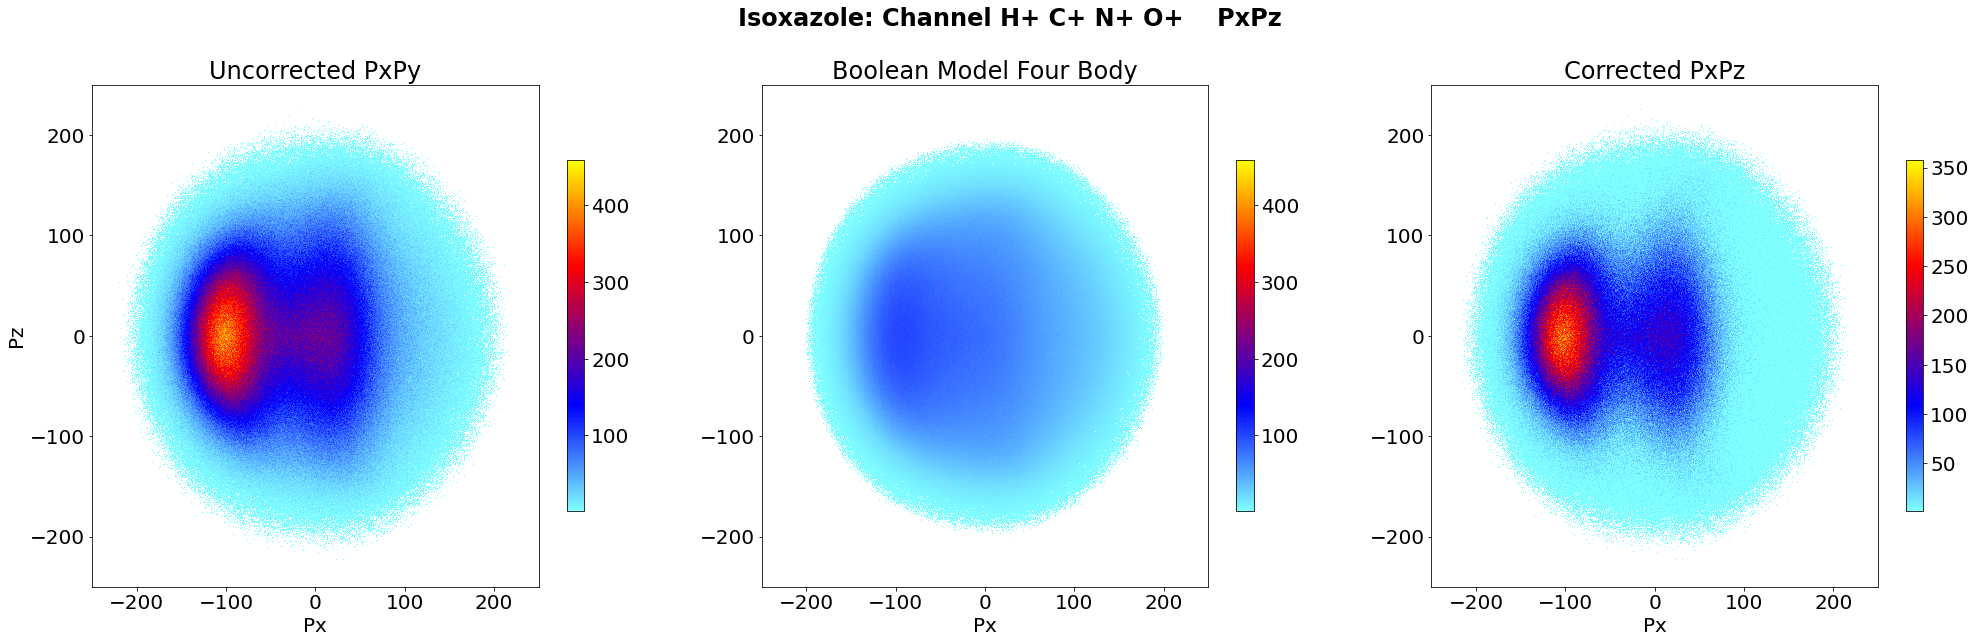 Isoxazole: Channel H+ C+ N+ O+    PxPz
Uncorrected PxPy
Boolean Model Four Body
Corrected PxPz
200
100
0
−100
−200
Pz
−200 −100 0 100 200
Px
400
300
200
100
200
100
0
−100
−200
−200 −100 0 100 200
Px
400
300
200
100
200
100
0
−100
−200
−200 −100 0 100 200
Px
350
300
250
200
150
100
50